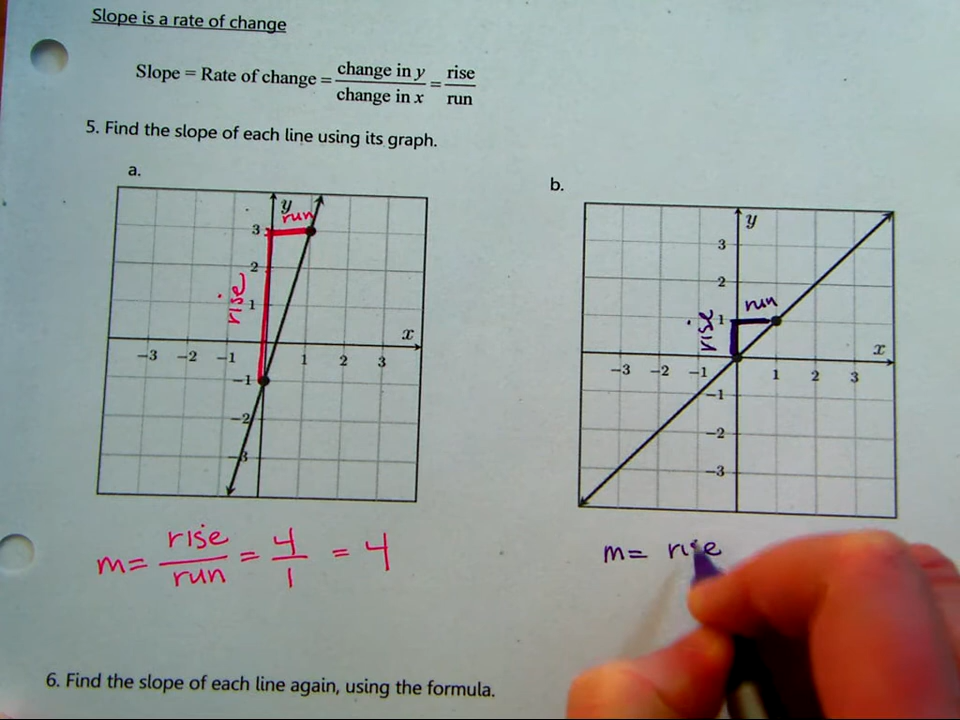 Slope is a rate of change
Slope = Rate of change = change in y / change in x = rise / run
5. Find the slope of each line using its graph.
a.
b.
y
run
3
2
rise
1
x
-3 -2 -1 1 2 3
-1
-2
-3
y
3
2
run
rise
1
x
-3 -2 -1 1 2 3
-1
-2
-3
m = rise / run = 4 / 1 = 4
m = rise
6. Find the slope of each line again, using the formula.